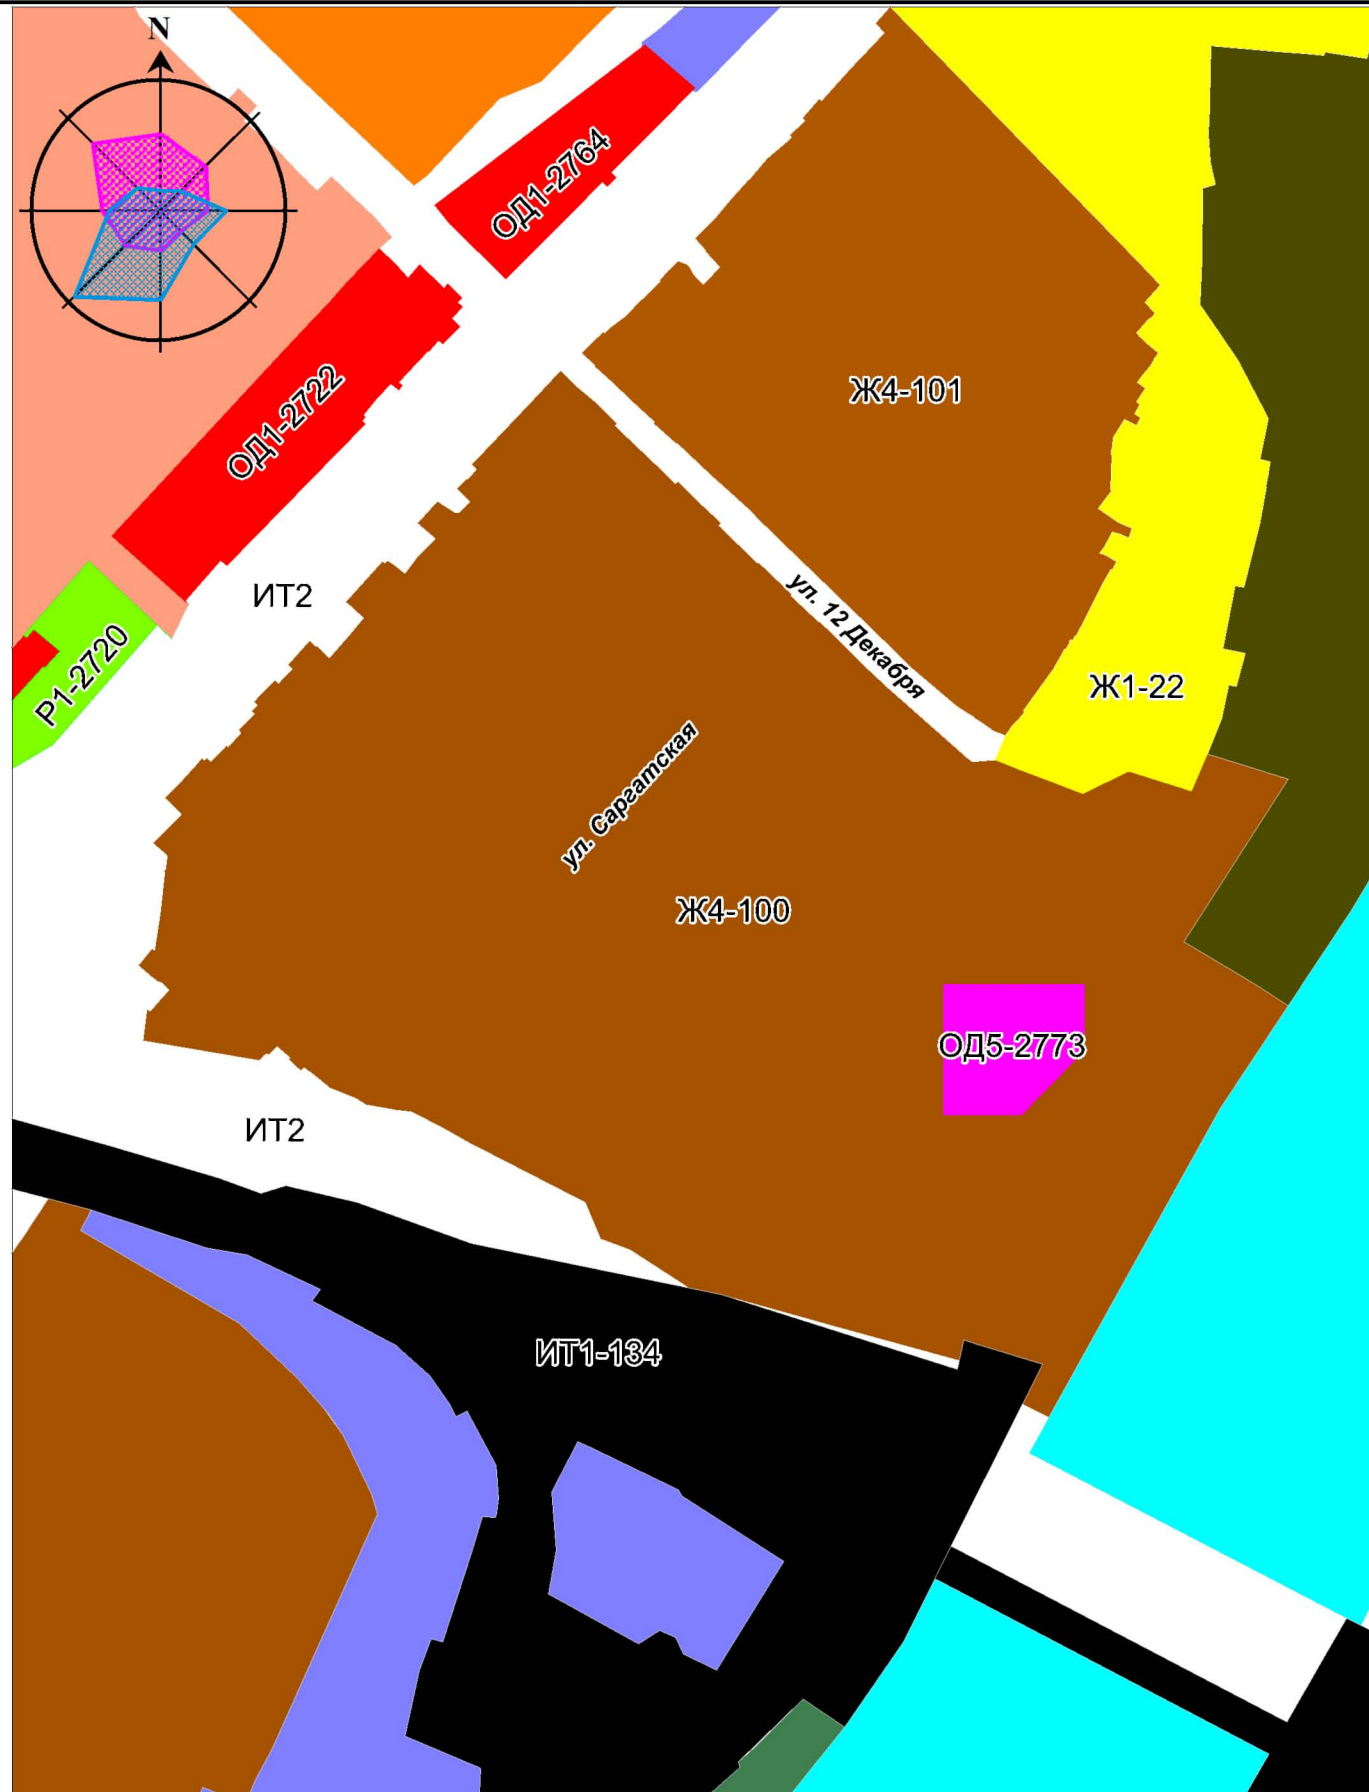 N
ОД1-2764
Ж4-101
ОД1-2722
ИТ2
ул. 12 Декабря
Р1-2720
Ж1-22
ул. Саргатская
Ж4-100
ОД5-2773
ИТ2
ИТ1-134